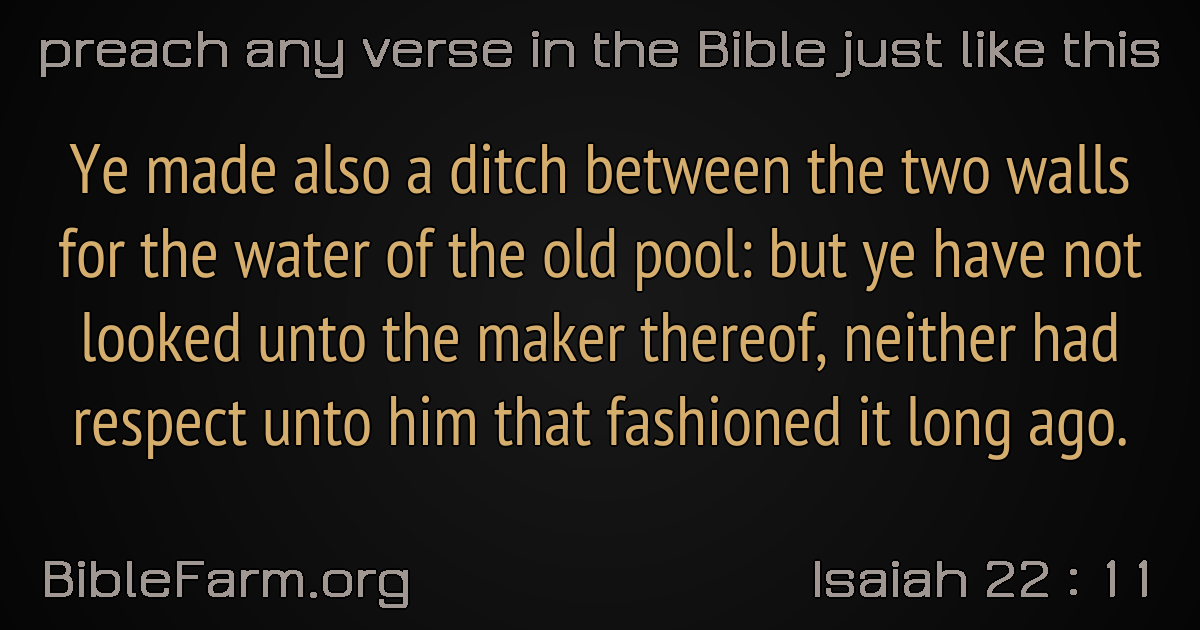 preach any verse in the Bible just like this
Ye made also a ditch between the two walls
for the water of the old pool: but ye have not
looked unto the maker thereof, neither had
respect unto him that fashioned it long ago.
BibleFarm.org
Isaiah 22 : 11